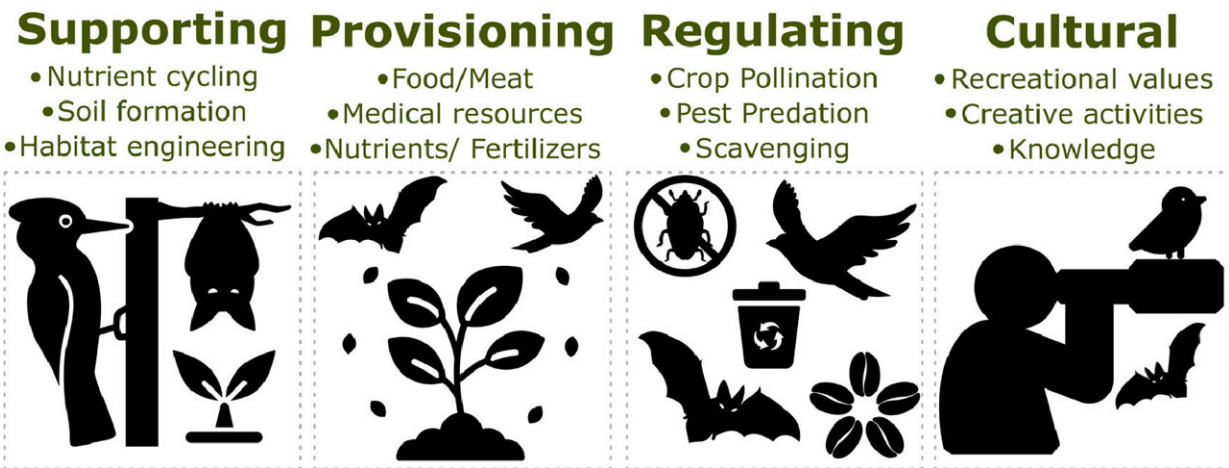 Supporting
•Nutrient cycling
•Soil formation
•Habitat engineering
Provisioning
•Food/Meat
•Medical resources
•Nutrients/ Fertilizers
Regulating
•Crop Pollination
•Pest Predation
•Scavenging
Cultural
•Recreational values
•Creative activities
•Knowledge